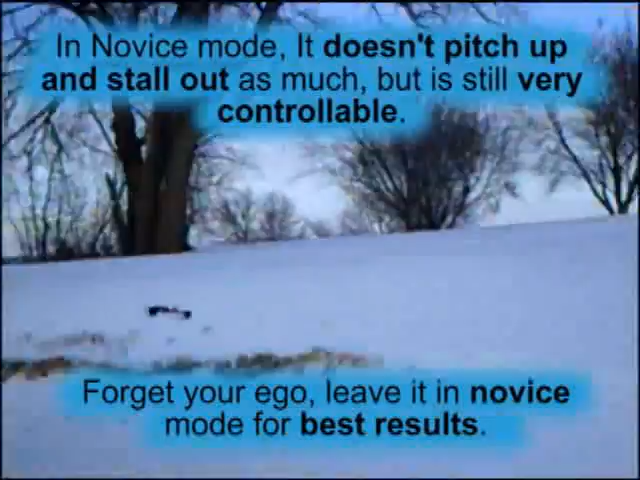 In Novice mode, It doesn't pitch up
and stall out as much, but is still very
controllable.
Forget your ego, leave it in novice
mode for best results.